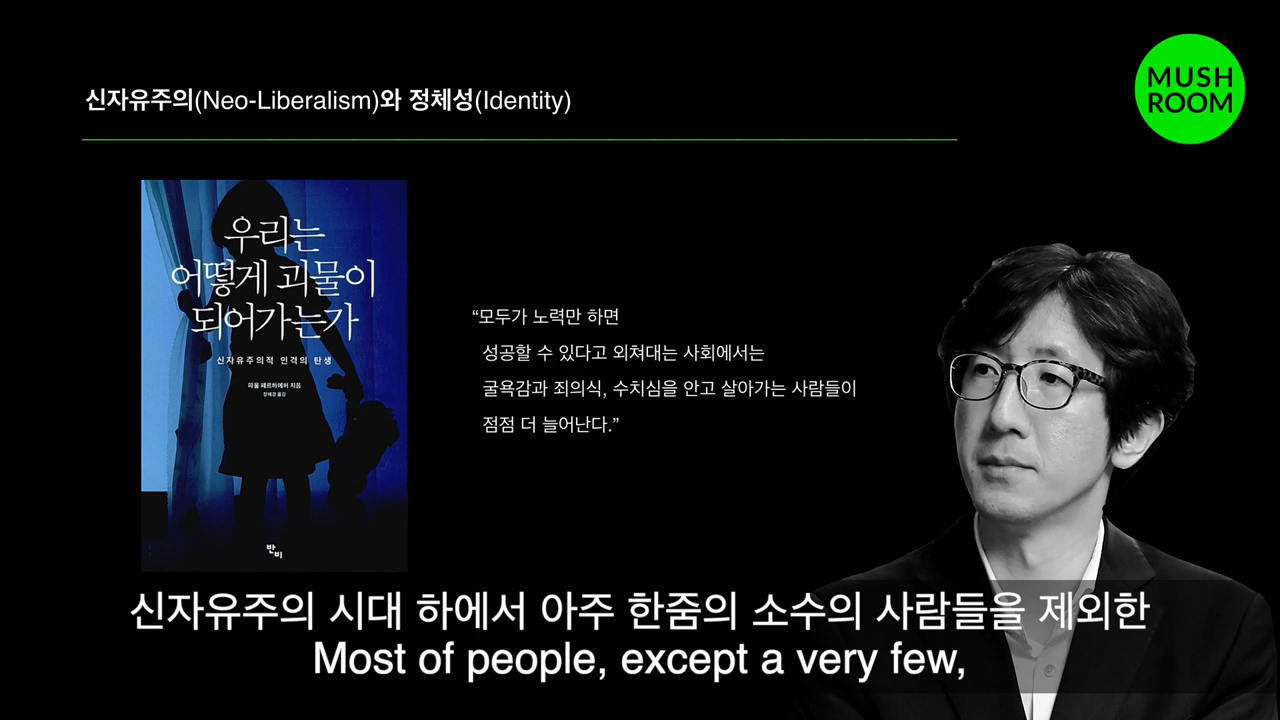 신자유주의(Neo-Liberalism)와 정체성(Identity)
MUSH
ROOM
우리는
어떻게 괴물이
되어가는가
신자유주의적 인격의 탄생
파울 페르하에허 지음
장혜경 옮김
반비
“모두가 노력만 하면
성공할 수 있다고 외쳐대는 사회에서는
굴욕감과 죄의식, 수치심을 안고 살아가는 사람들이
점점 더 늘어난다.”
신자유주의 시대 하에서 아주 한줌의 소수의 사람들을 제외한
Most of people, except a very few,